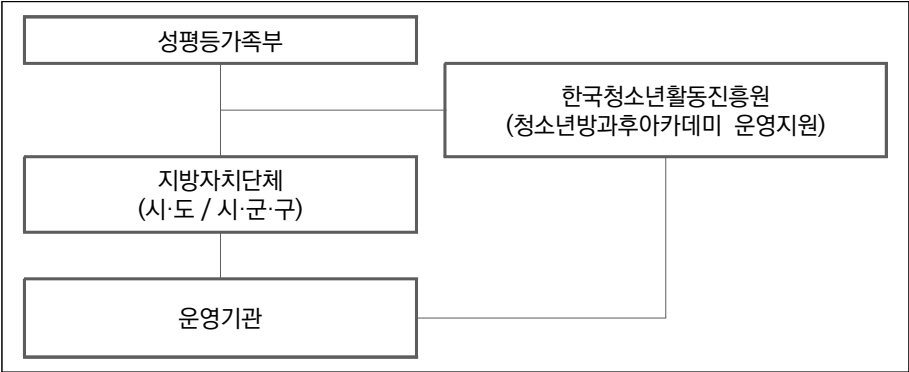 성평등가족부
한국청소년활동진흥원
(청소년방과후아카데미 운영지원)
지방자치단체
(시·도 / 시·군·구)
운영기관